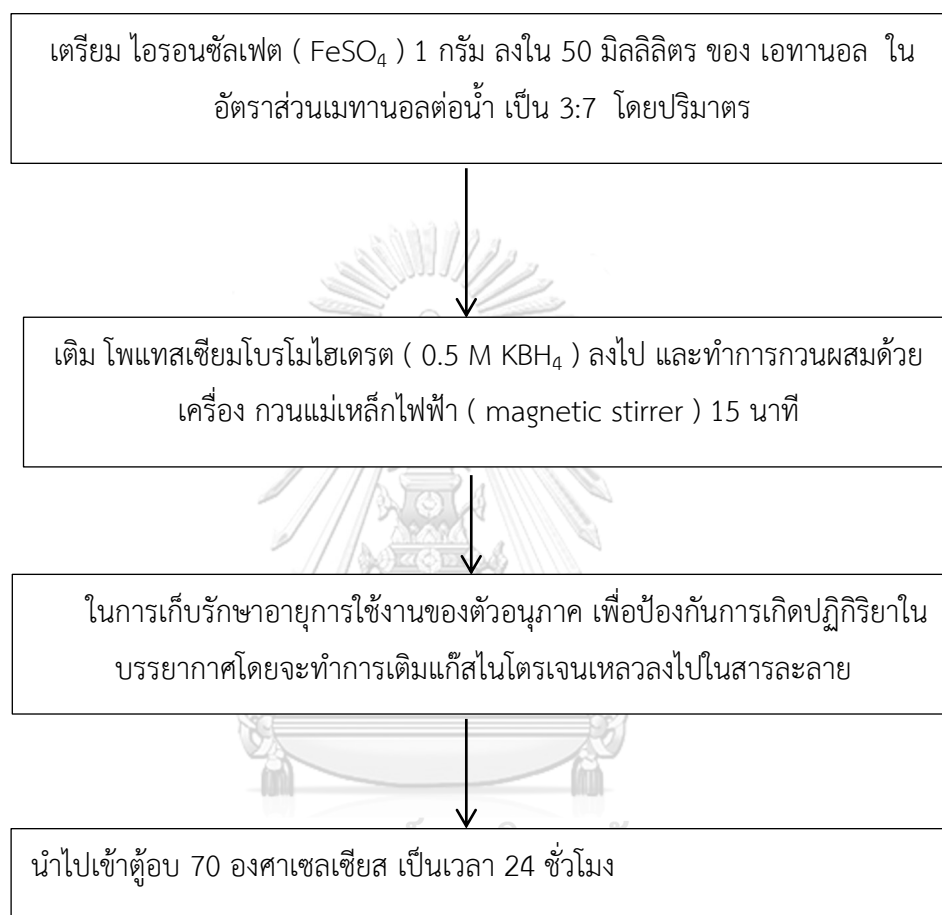 เตรียม ไอรอนซัลเฟต ( FeSO₄ ) 1 กรัม ลงใน 50 มิลลิลิตร ของ เอทานอล ใน
อัตราส่วนเมทานอลต่อน้ำ เป็น 3:7 โดยปริมาตร
เติม โพแทสเซียมโบรโมไฮเดรต ( 0.5 M KBH₄ ) ลงไป และทำการกวนผสมด้วย
เครื่อง กวนแม่เหล็กไฟฟ้า ( magnetic stirrer ) 15 นาที
ในการเก็บรักษาอายุการใช้งานของตัวอนุภาค เพื่อป้องกันการเกิดปฏิกิริยาใน
บรรยากาศโดยจะทำการเติมแก๊สไนโตรเจนเหลวลงไปในสารละลาย
นำไปเข้าตู้อบ 70 องศาเซลเซียส เป็นเวลา 24 ชั่วโมง